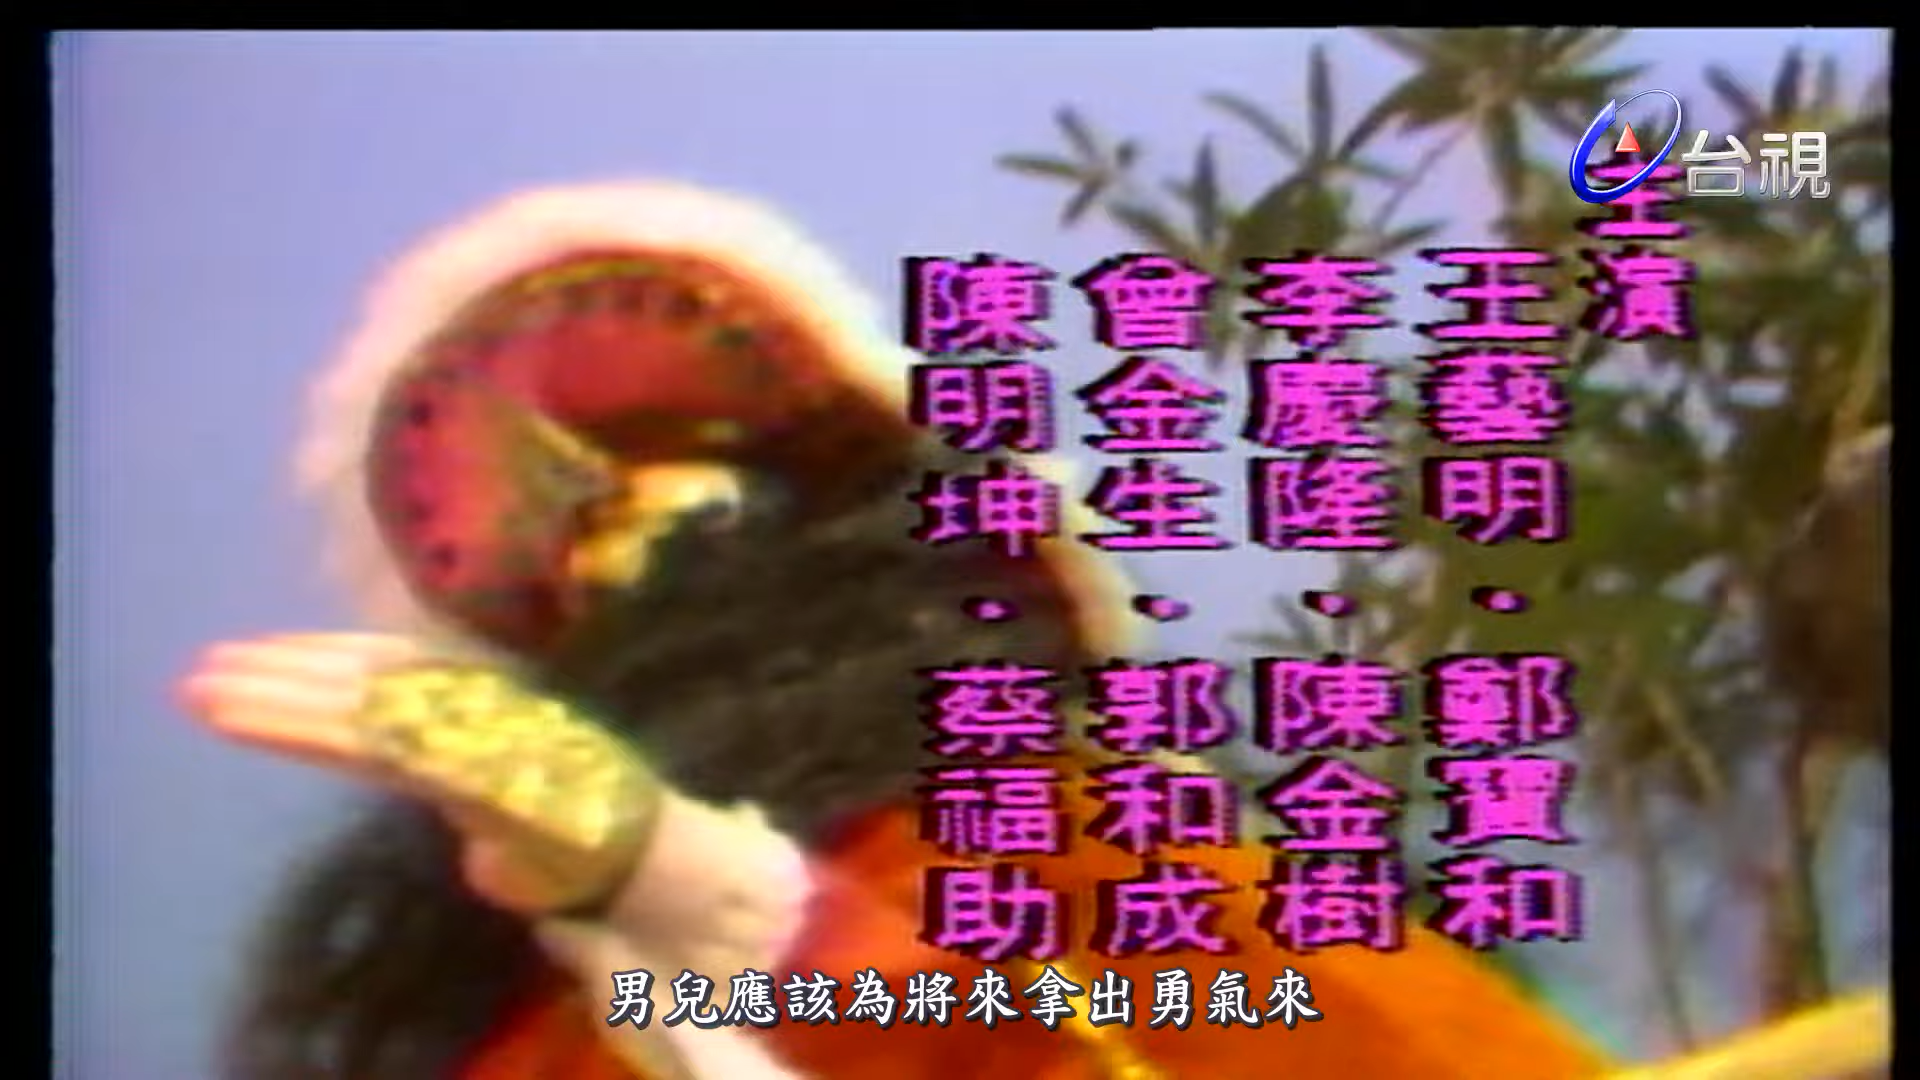 台視
主演
王藝明・鄭寶和
李慶隆・陳金樹
曾金生・郭和成
陳明坤・蔡福助
男兒應該為將來拿出勇氣來